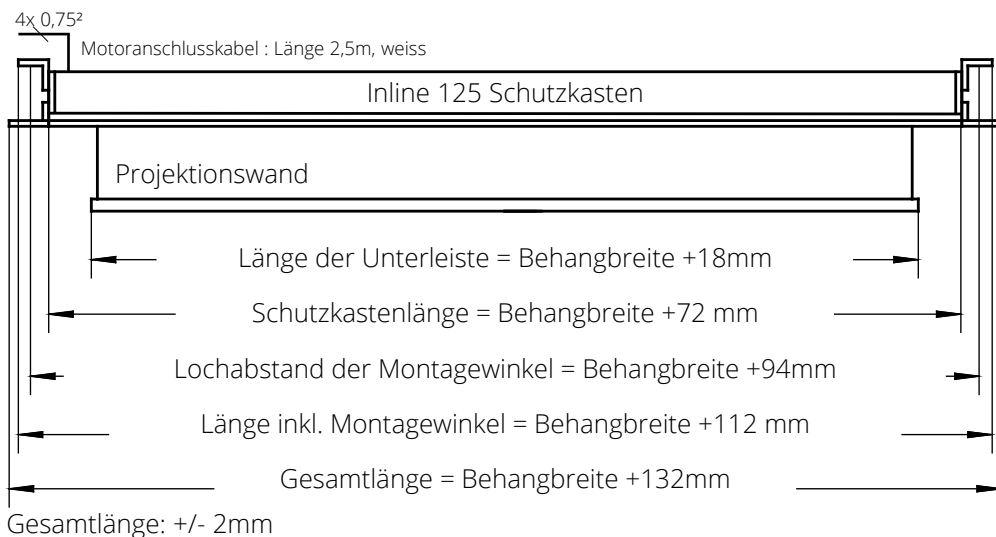 4x 0,75²
Motoranschlusskabel : Länge 2,5m, weiss
Inline 125 Schutzkasten
Projektionswand
Länge der Unterleiste = Behangbreite +18mm
Schutzkastenlänge = Behangbreite +72 mm
Lochabstand der Montagewinkel = Behangbreite +94mm
Länge inkl. Montagewinkel = Behangbreite +112 mm
Gesamtlänge = Behangbreite +132mm
Gesamtlänge: +/- 2mm